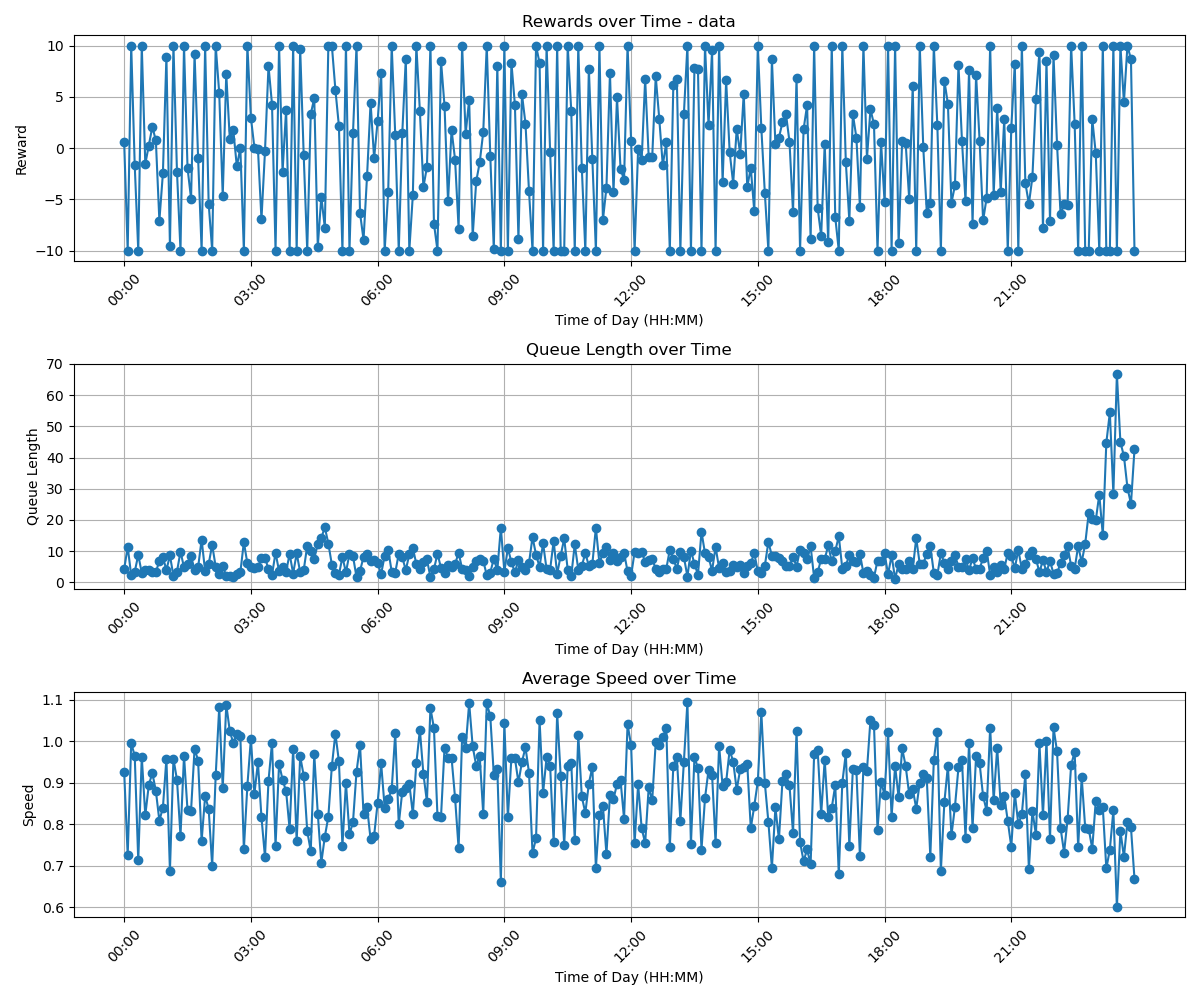 Rewards over Time - data
Reward
10
5
0
−5
−10
00:00 03:00 06:00 09:00 12:00 15:00 18:00 21:00
Time of Day (HH:MM)
Queue Length over Time
Queue Length
70
60
50
40
30
20
10
0
00:00 03:00 06:00 09:00 12:00 15:00 18:00 21:00
Time of Day (HH:MM)
Average Speed over Time
Speed
1.1
1.0
0.9
0.8
0.7
0.6
00:00 03:00 06:00 09:00 12:00 15:00 18:00 21:00
Time of Day (HH:MM)